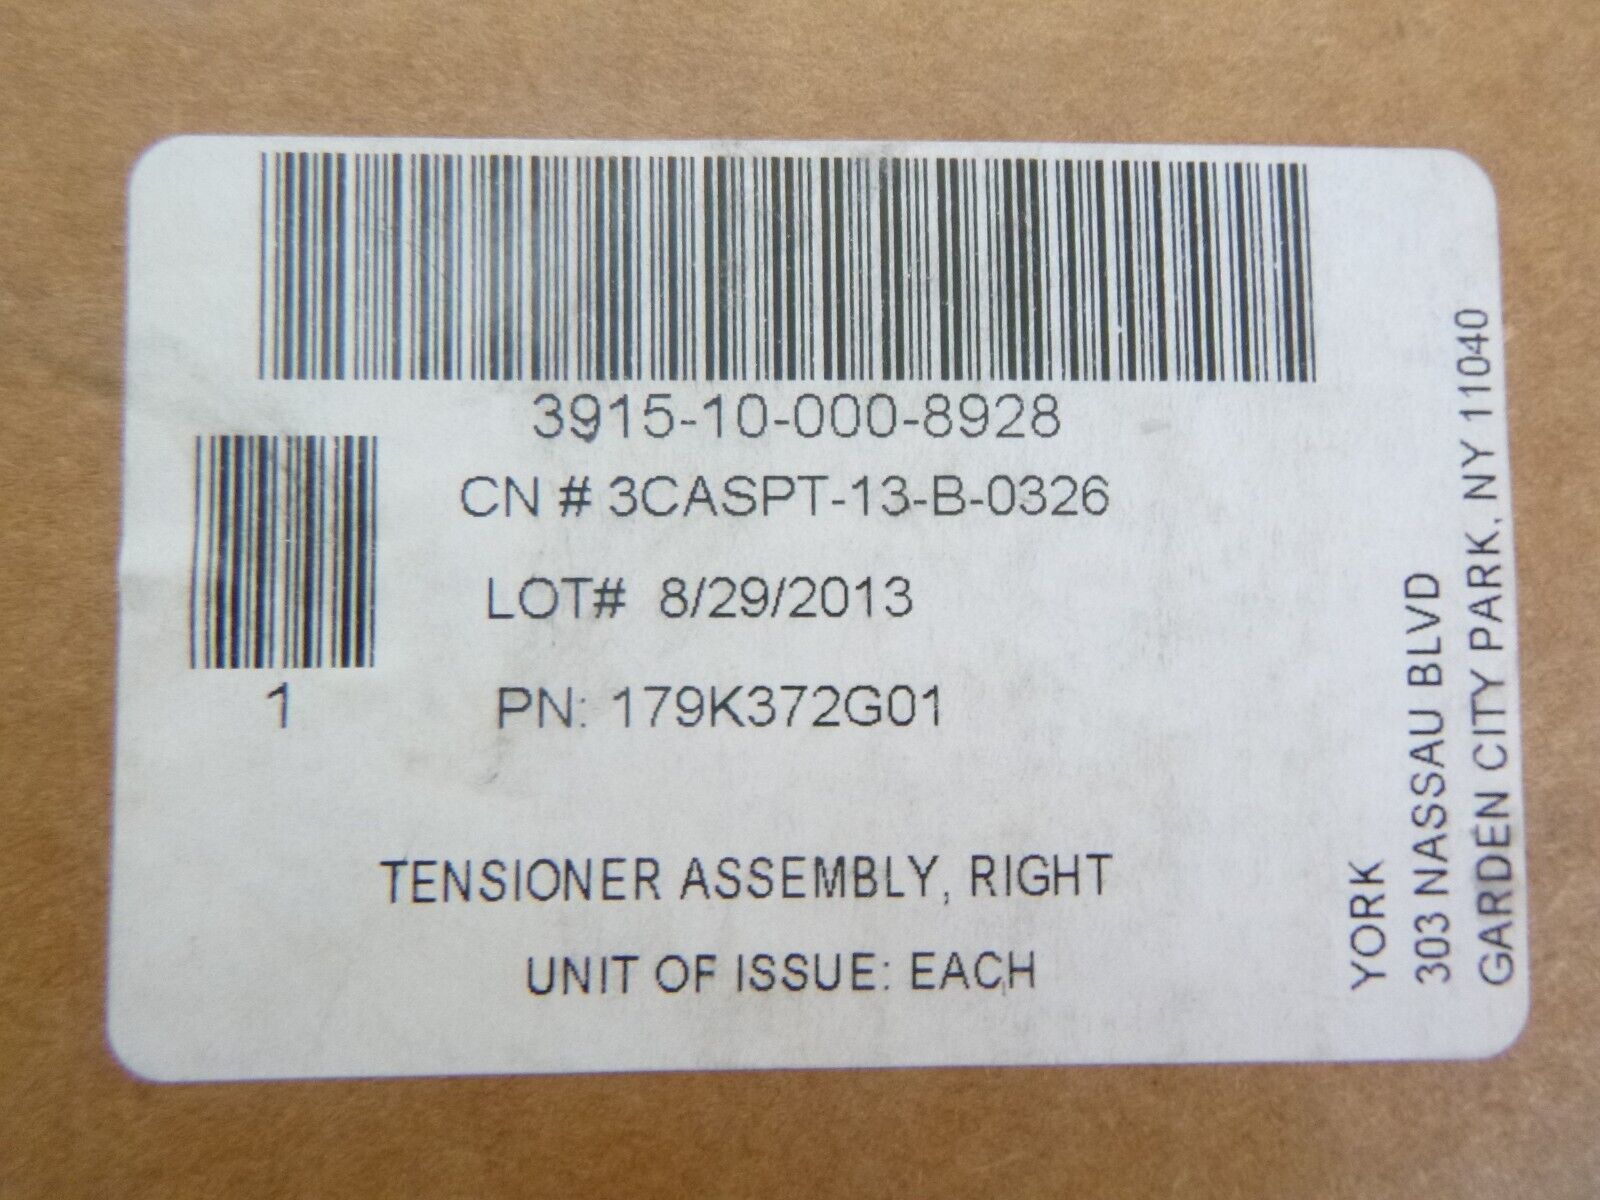 3915-10-000-8928
CN # 3CASPT-13-B-0326
LOT# 8/29/2013
1
PN: 179K372G01
TENSIONER ASSEMBLY, RIGHT
UNIT OF ISSUE: EACH
YORK
303 NASSAU BLVD
GARDEN CITY PARK, NY 11040